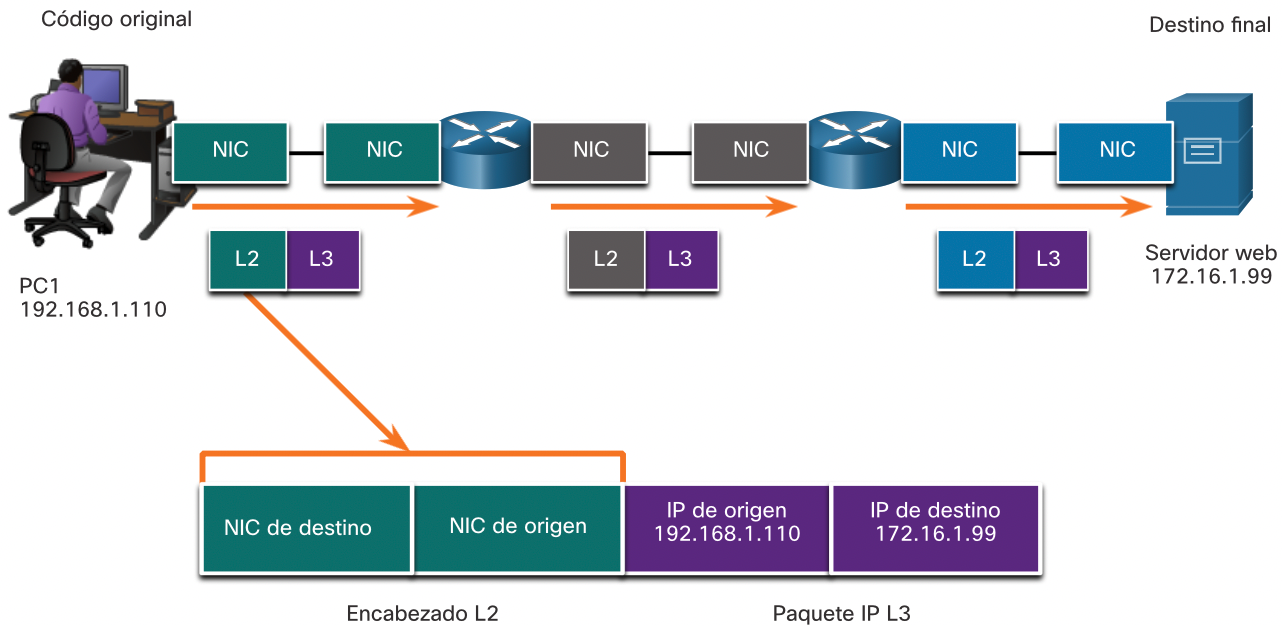 Código original
Destino final
NIC
NIC
NIC
NIC
NIC
NIC
L2
L3
L2
L3
L2
L3
PC1
192.168.1.110
Servidor web
172.16.1.99
NIC de destino
NIC de origen
IP de origen
192.168.1.110
IP de destino
172.16.1.99
Encabezado L2
Paquete IP L3